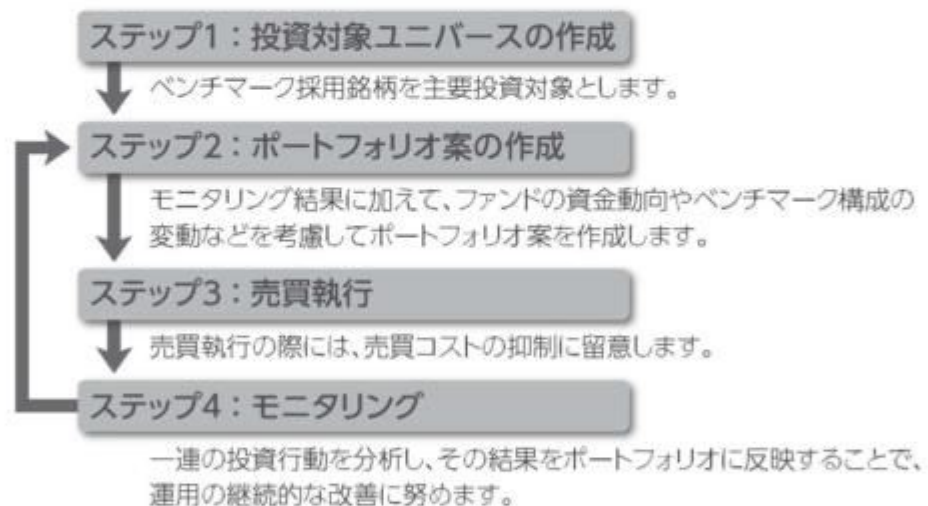 ステップ1：投資対象ユニバースの作成
ベンチマーク採用銘柄を主要投資対象とします。
ステップ2：ポートフォリオ案の作成
モニタリング結果に加えて、ファンドの資金動向やベンチマーク構成の
変動などを考慮してポートフォリオ案を作成します。
ステップ3：売買執行
売買執行の際には、売買コストの抑制に留意します。
ステップ4：モニタリング
一連の投資行動を分析し、その結果をポートフォリオに反映することで、
運用の継続的な改善に努めます。